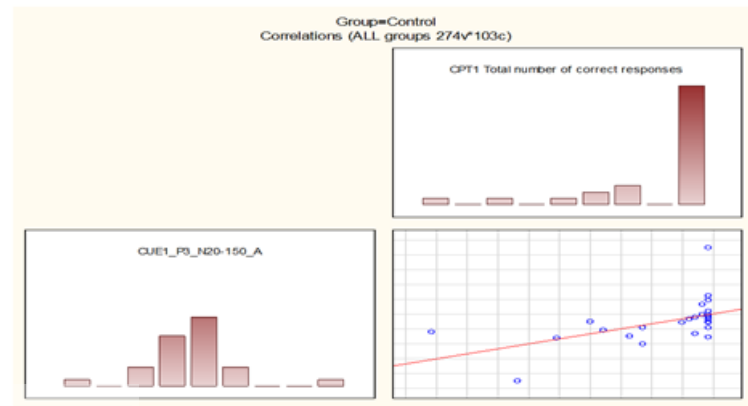 Group=Control
Correlations (ALL groups 274v*103c)
CPT1 Total number of correct responses
CUE1_P3_N20-150_A